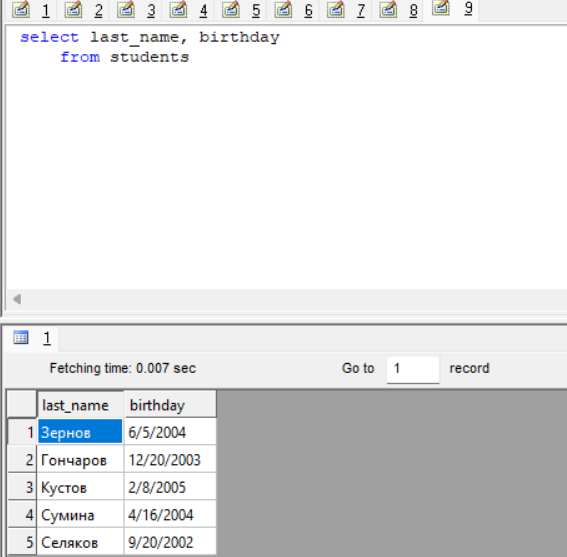 1 2 3 4 5 6 7 8 9
select last_name, birthday
from students
1
Fetching time: 0.007 sec Go to 1 record
last_name birthday
1 Зернов 6/5/2004
2 Гончаров 12/20/2003
3 Кустов 2/8/2005
4 Сумина 4/16/2004
5 Селяков 9/20/2002